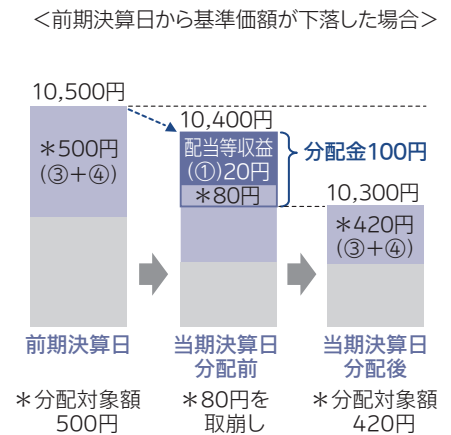 ＜前期決算日から基準価額が下落した場合＞
10,500円
＊500円
(③＋④)
10,400円
配当等収益
(①)20円
＊80円
分配金100円
10,300円
＊420円
(③＋④)
前期決算日
当期決算日
分配前
当期決算日
分配後
＊分配対象額
500円
＊80円を
取崩し
＊分配対象額
420円